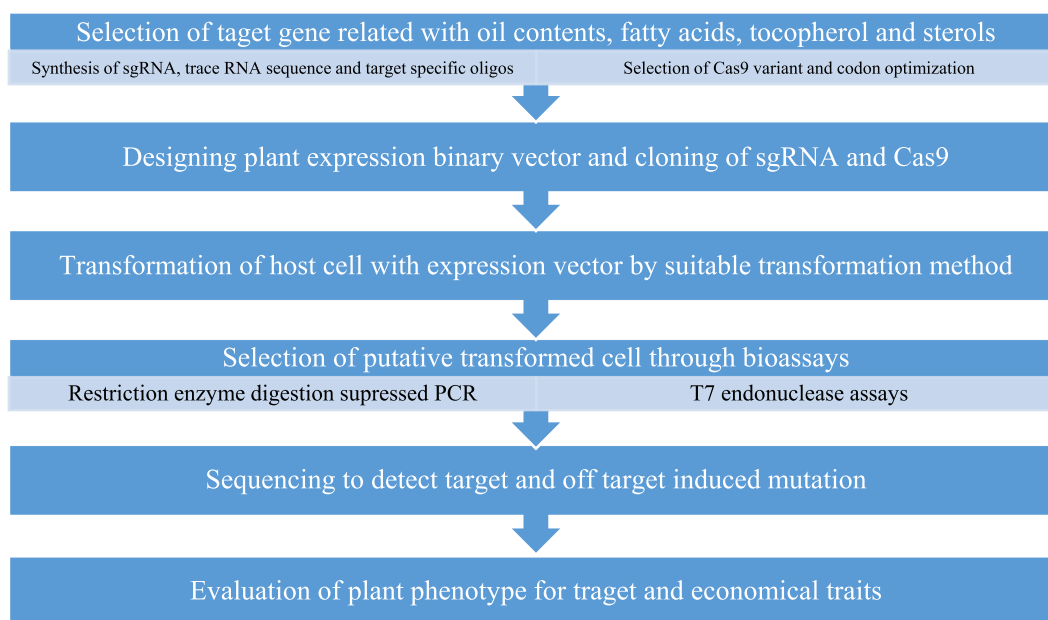 Selection of taget gene related with oil contents, fatty acids, tocopherol and sterols
Synthesis of sgRNA, trace RNA sequence and target specific oligos
Selection of Cas9 variant and codon optimization
Designing plant expression binary vector and cloning of sgRNA and Cas9
Transformation of host cell with expression vector by suitable transformation method
Selection of putative transformed cell through bioassays
Restriction enzyme digestion supressed PCR
T7 endonuclease assays
Sequencing to detect target and off target induced mutation
Evaluation of plant phenotype for traget and economical traits